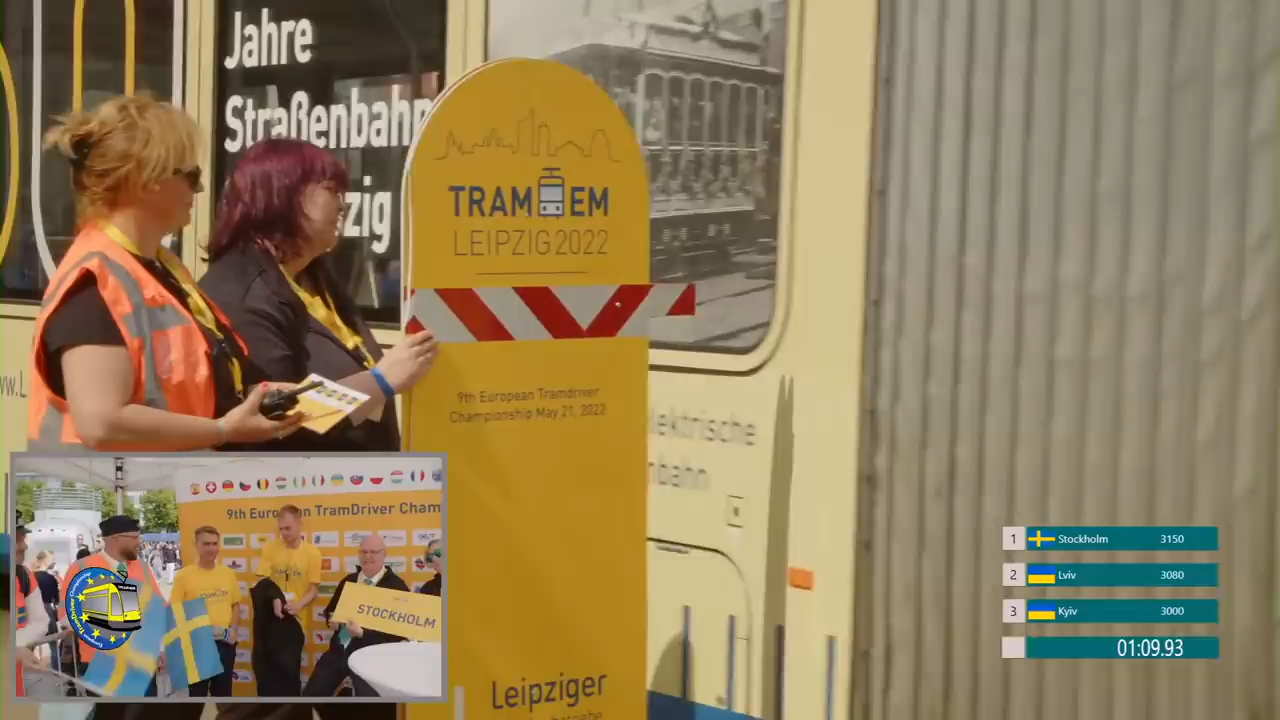 Jahre
Straßenbahn
zig
TRAM EM
LEIPZIG 2022
9th European Tramdriver
Championship May 21, 2022
elektrische
nbahn
Leipziger
9th European TramDriver Cham
STOCKHOLM
1 Stockholm 3150
2 Lviv 3080
3 Kyiv 3000
01:09.93